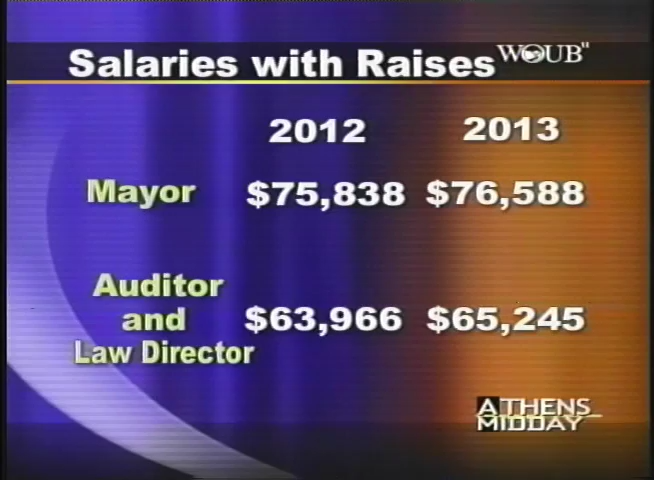 Salaries with Raises
WOUB"
2012 2013
Mayor $75,838 $76,588
Auditor
and $63,966 $65,245
Law Director
ATHENS
MIDDAY